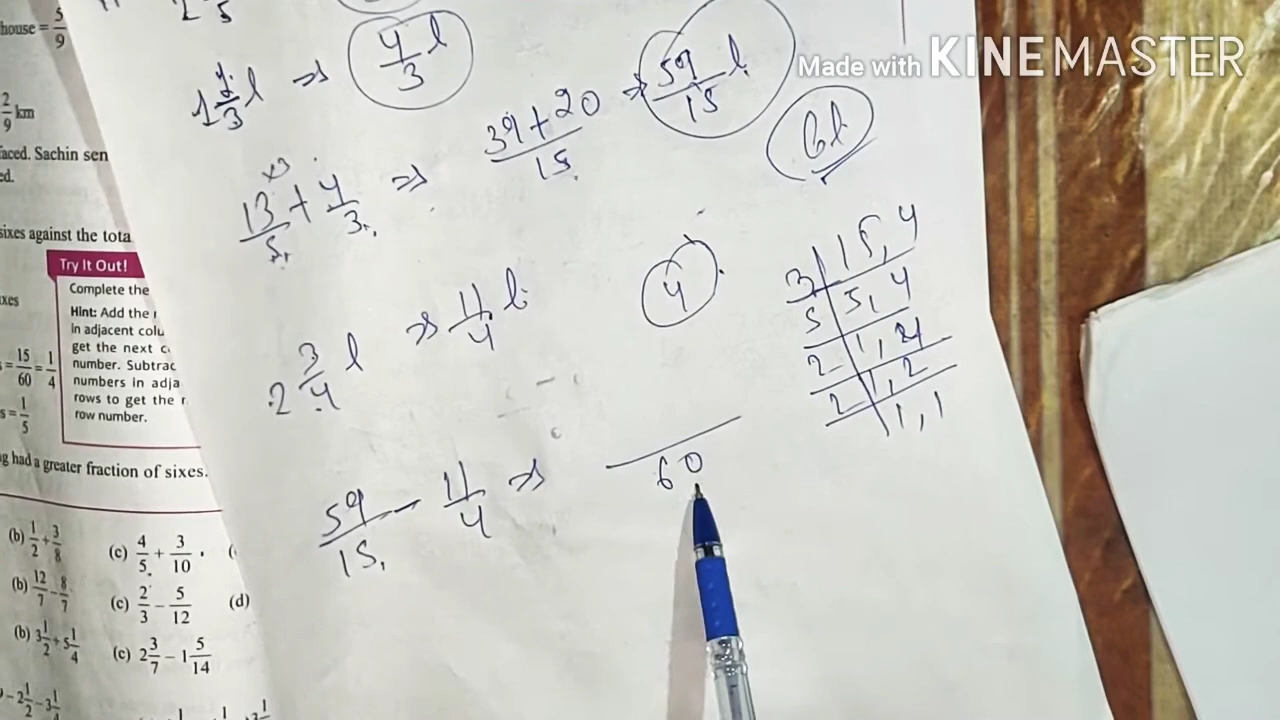 Made with KINEMASTER
house = 5/9
2/9 km
faced. Sachin sen
ed.
sixes against the tota
Try It Out!
Complete the
Hint: Add the
in adjacent colu
get the next
number. Subtrac
numbers in adja
rows to get the
row number.
xes
= 15/60 = 1/4
s = 1/5
g had a greater fraction of sixes.
(b) 1/2 + 3/8 (c) 4/5 + 3/10
(b) 12/7 - 8/7 (c) 2/3 - 5/12 (d)
(b) 3 1/2 + 5 1/4 (c) 2 3/7 - 1 5/14
- 2 1/2 - 3 1/4
4/3 l
13/5 + 4/3 ⇒ 39+20/15 ⇒ 59/15 l
6l
2 3/4 l ⇒ 11/4 l
4
59/15 - 11/4 ⇒ /60
3 | 15, 4
5 | 5, 4
2 | 1, 4
2 | 1, 2
1, 1